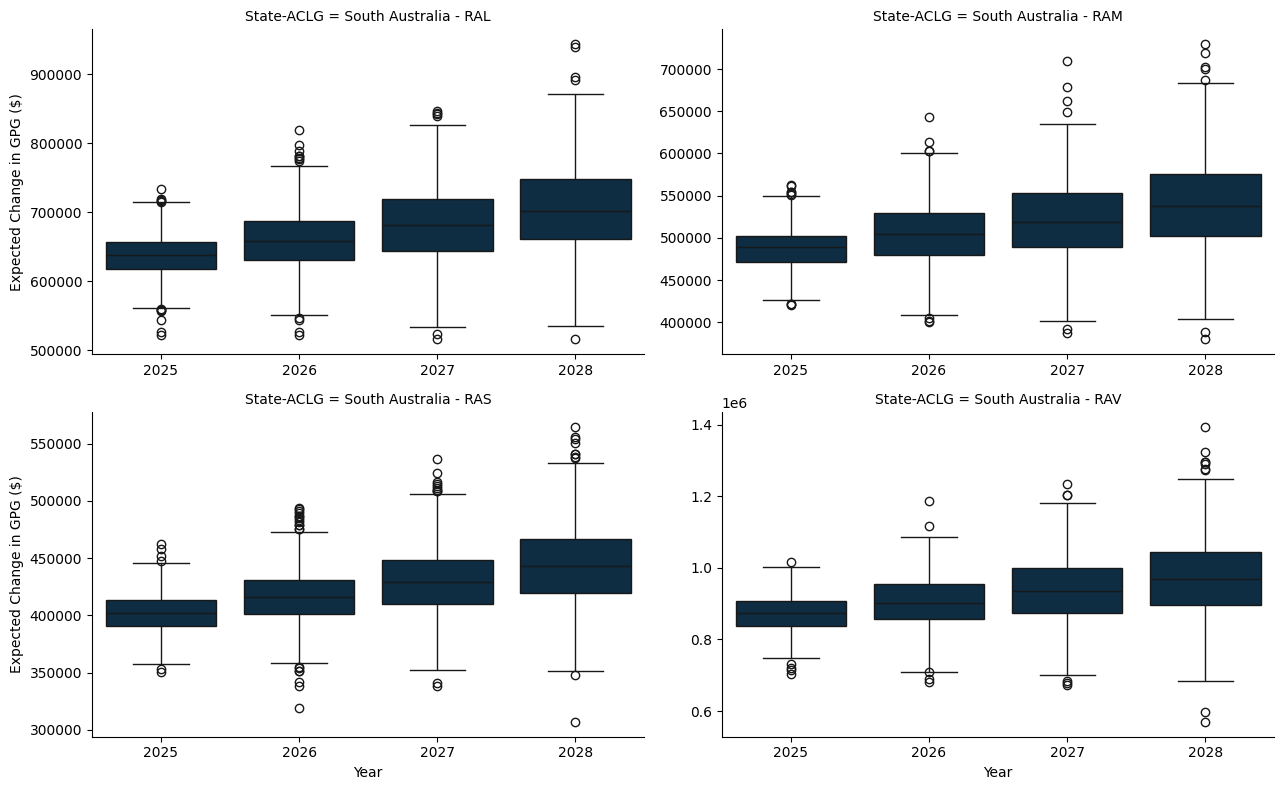 State-ACLG = South Australia - RAL
Expected Change in GPG ($)
900000
800000
700000
600000
500000
2025 2026 2027 2028
State-ACLG = South Australia - RAM
700000
650000
600000
550000
500000
450000
400000
2025 2026 2027 2028
State-ACLG = South Australia - RAS
Expected Change in GPG ($)
550000
500000
450000
400000
350000
300000
2025 2026 2027 2028
Year
State-ACLG = South Australia - RAV
1e6
1.4
1.2
1.0
0.8
0.6
2025 2026 2027 2028
Year